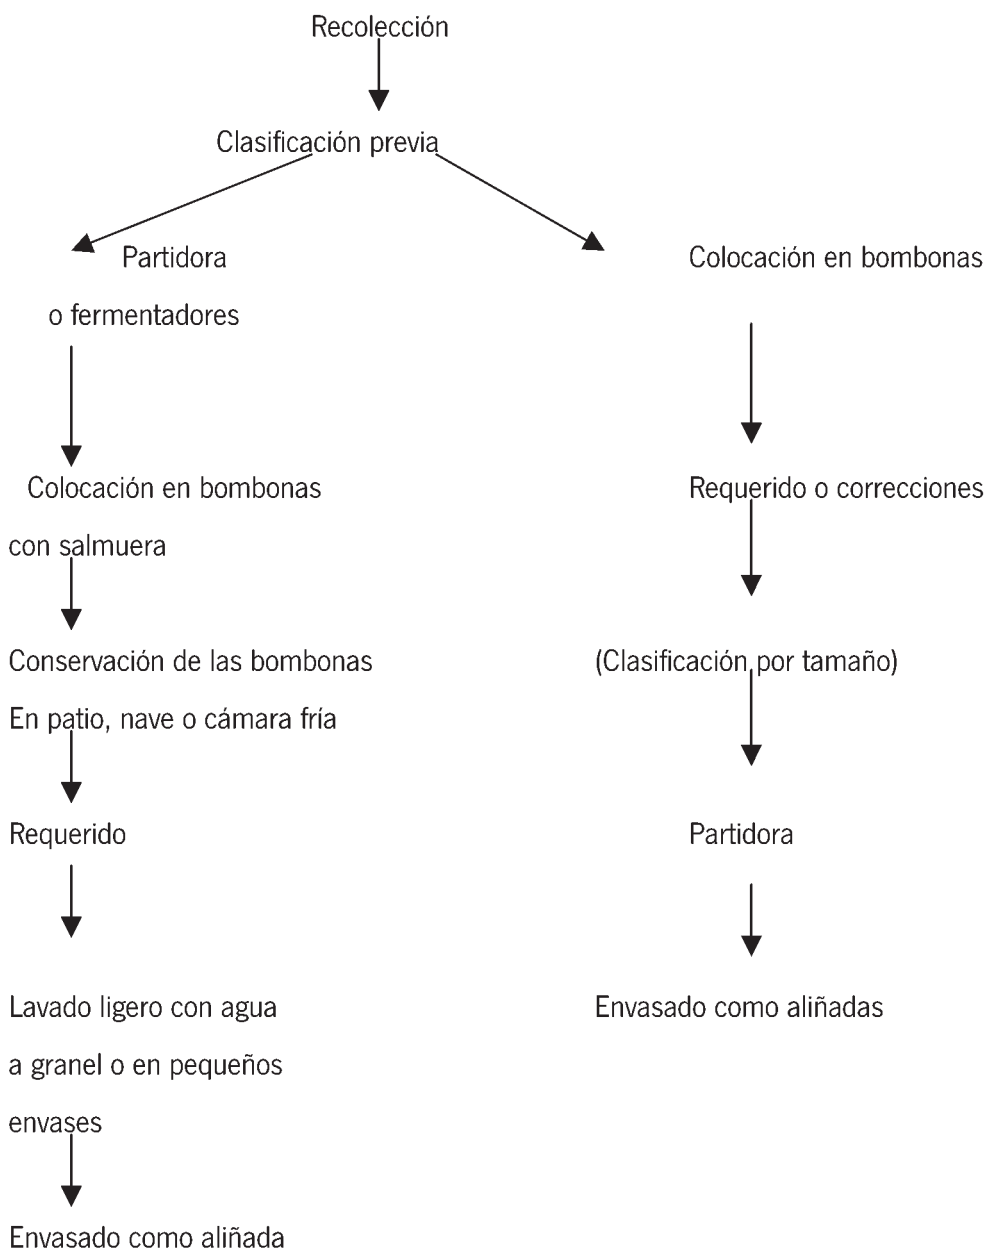 Recolección
Clasificación previa
Partidora
o fermentadores
Colocación en bombonas
con salmuera
Conservación de las bombonas
En patio, nave o cámara fría
Requerido
Lavado ligero con agua
a granel o en pequeños
envases
Envasado como aliñada
Colocación en bombonas
Requerido o correcciones
(Clasificación por tamaño)
Partidora
Envasado como aliñadas